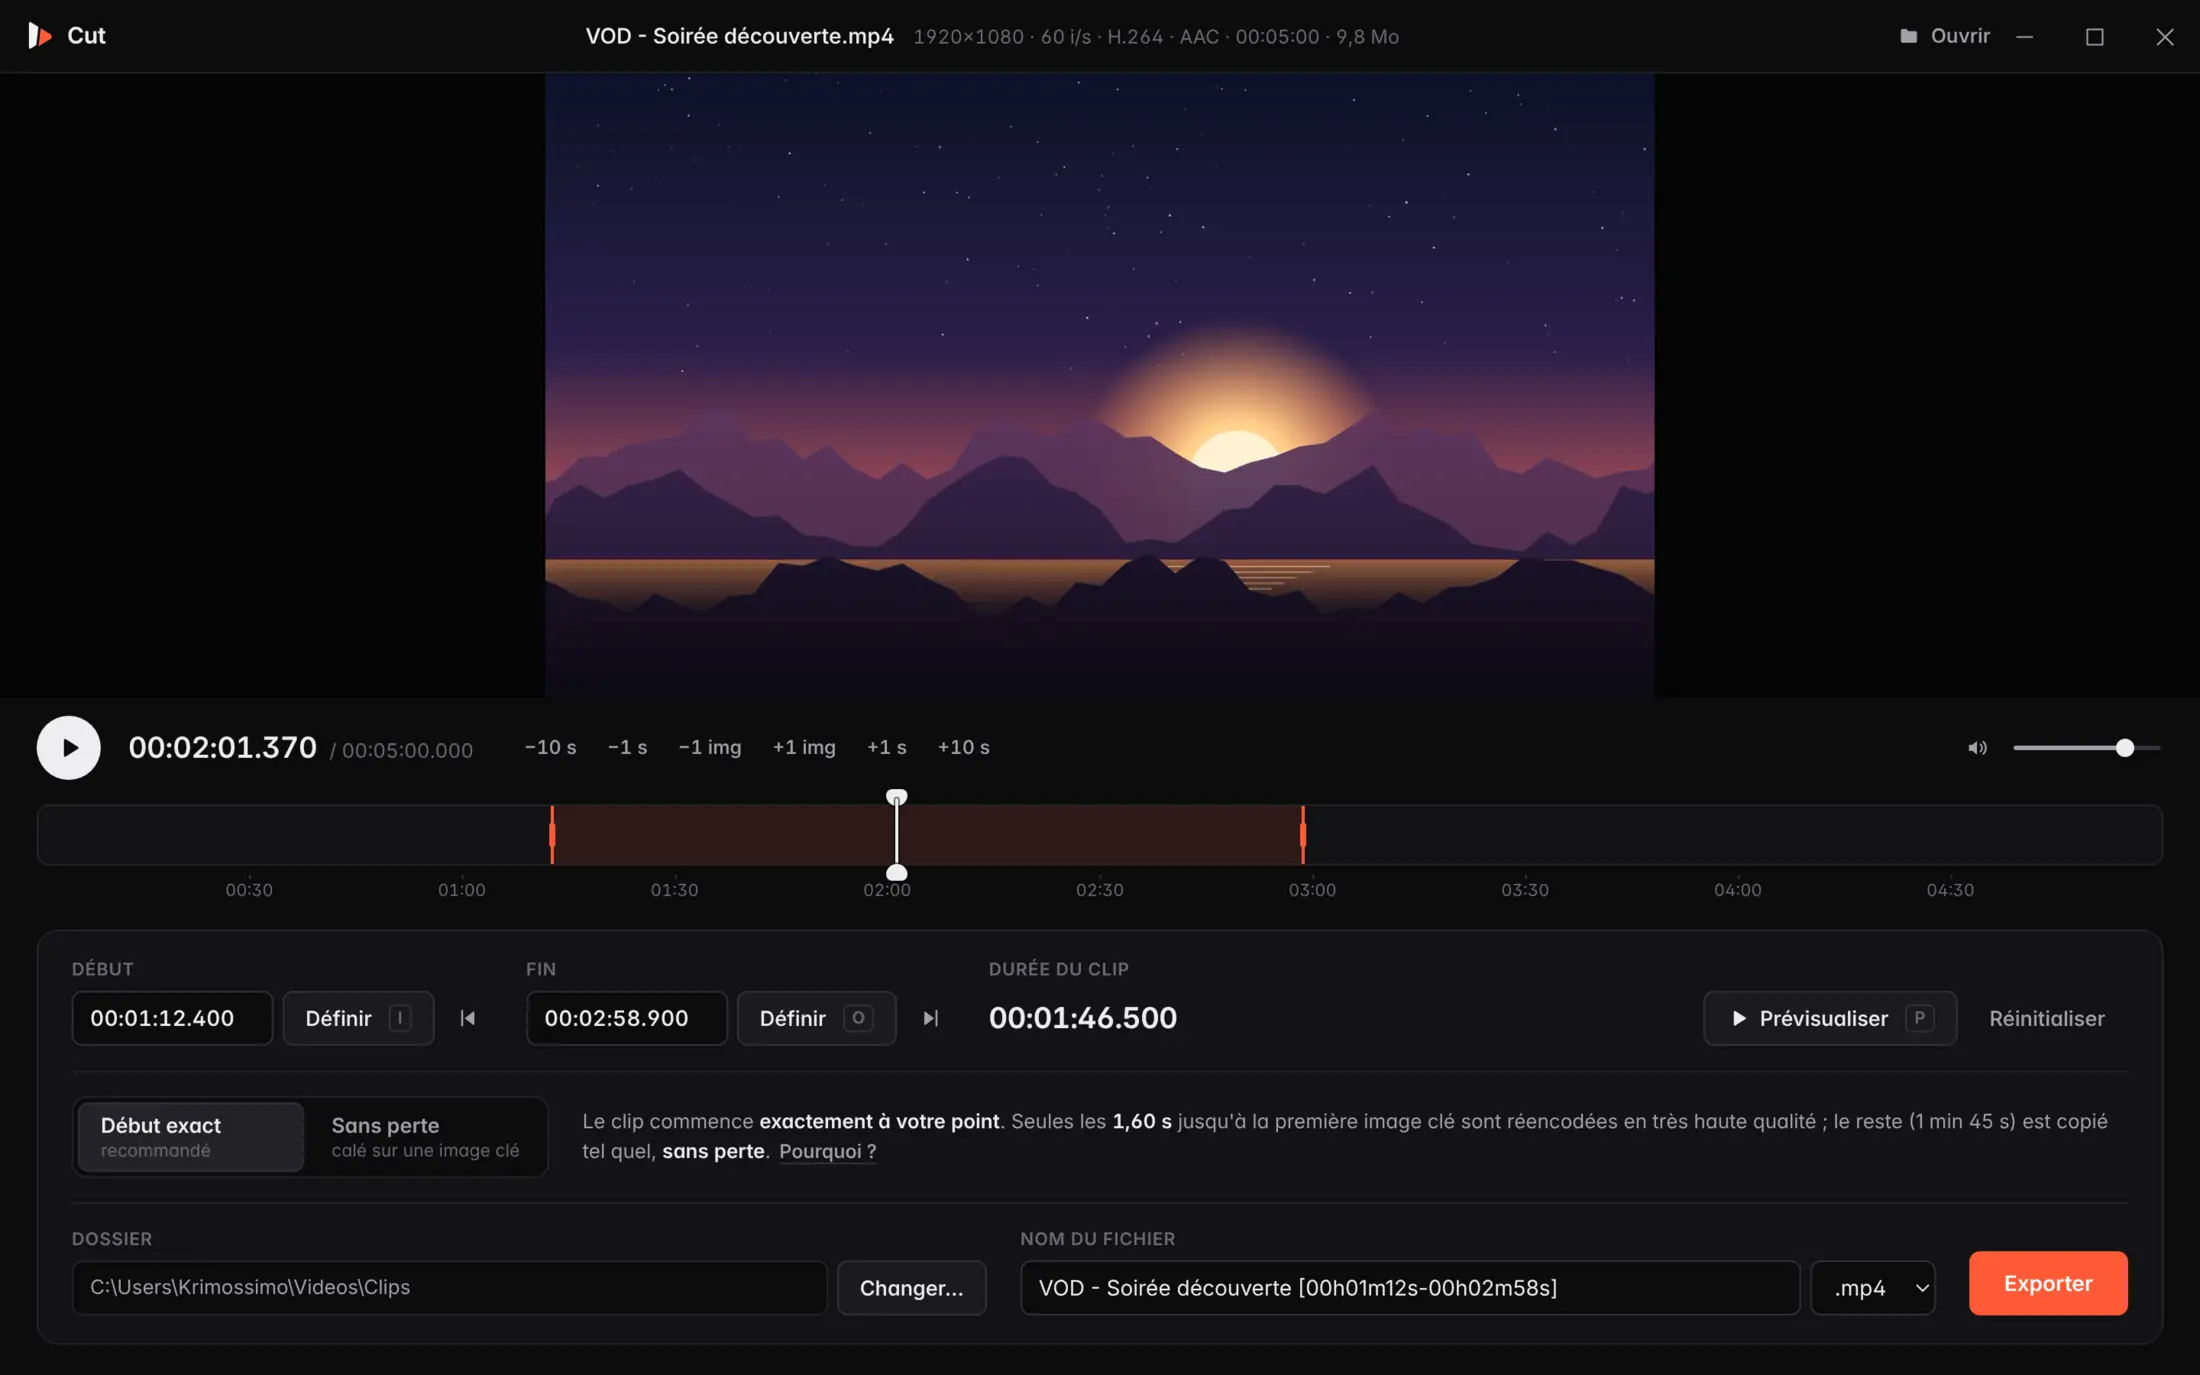 Cut
VOD - Soirée découverte.mp4 1920×1080 · 60 i/s · H.264 · AAC · 00:05:00 · 9,8 Mo
Ouvrir
00:02:01.370 / 00:05:00.000
−10 s −1 s −1 img +1 img +1 s +10 s
00:30 01:00 01:30 02:00 02:30 03:00 03:30 04:00 04:30
DÉBUT FIN DURÉE DU CLIP
00:01:12.400 Définir I 00:02:58.900 Définir O 00:01:46.500 Prévisualiser P Réinitialiser
Début exact
recommandé
Sans perte
calé sur une image clé
Le clip commence exactement à votre point. Seules les 1,60 s jusqu'à la première image clé sont réencodées en très haute qualité ; le reste (1 min 45 s) est copié
tel quel, sans perte. Pourquoi ?
DOSSIER NOM DU FICHIER
C:\Users\Krimossimo\Videos\Clips Changer... VOD - Soirée découverte [00h01m12s-00h02m58s] .mp4 Exporter